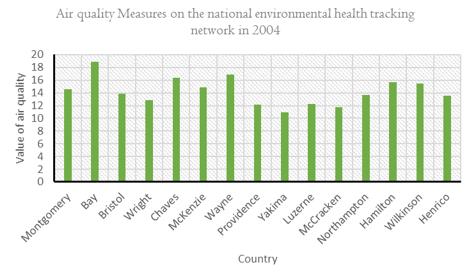 Air quality Measures on the national environmental health tracking
network in 2004
Value of air quality
20
18
16
14
12
10
8
6
4
2
0
Montgomery
Bay
Bristol
Wright
Chaves
McKenzie
Wayne
Providence
Yakima
Luzerne
McCracken
Northampton
Hamilton
Wilkinson
Henrico
Country